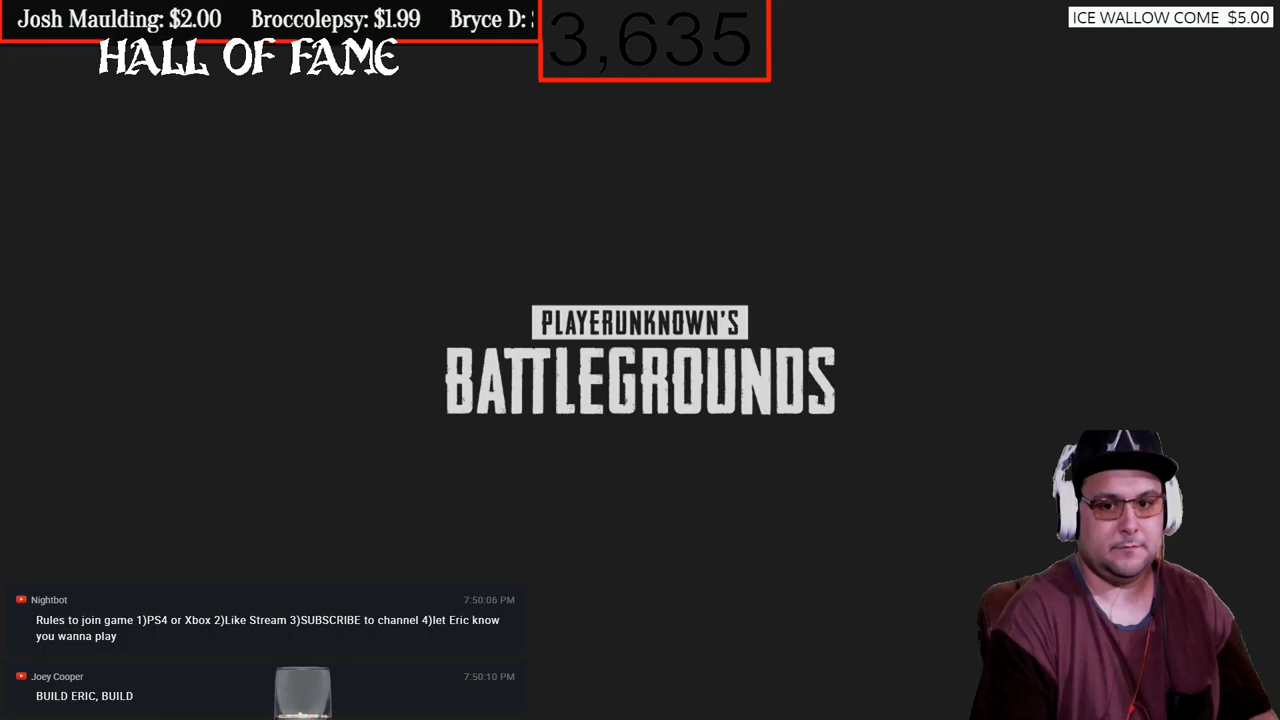 Josh Maulding: $2.00 Broccolepsy: $1.99 Bryce D:
3,635
ICE WALLOW COME $5.00
HALL OF FAME
PLAYERUNKNOWN'S
BATTLEGROUNDS
Nightbot 7:50:06 PM
Rules to join game 1)PS4 or Xbox 2)Like Stream 3)SUBSCRIBE to channel 4)let Eric know
you wanna play
Joey Cooper 7:50:10 PM
BUILD ERIC, BUILD